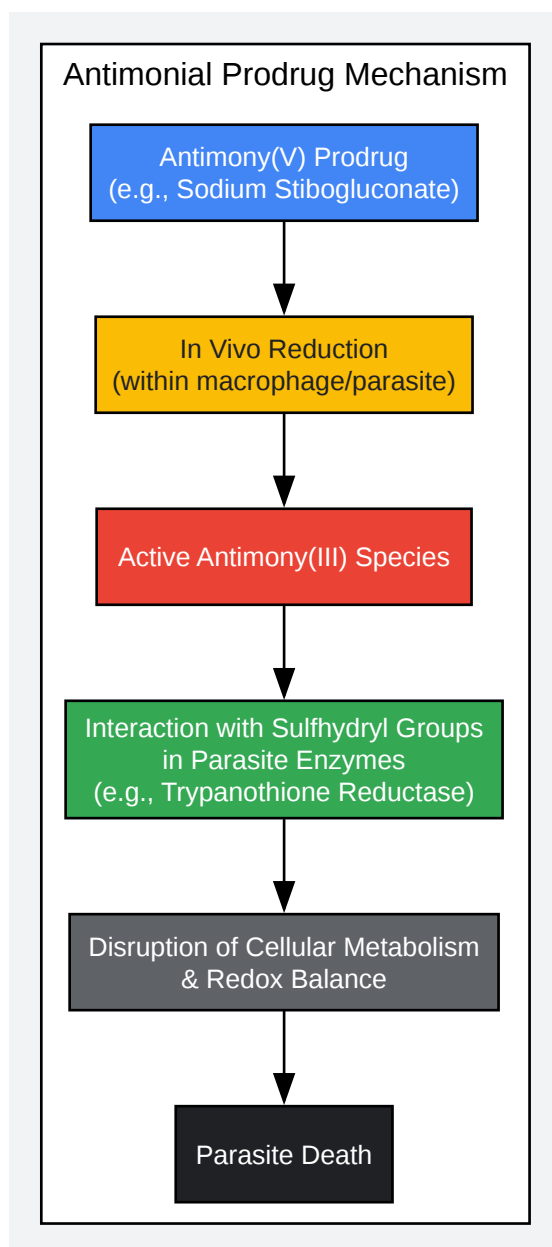 Antimonial Prodrug Mechanism
Antimony(V) Prodrug
(e.g., Sodium Stibogluconate)
In Vivo Reduction
(within macrophage/parasite)
Active Antimony(III) Species
Interaction with Sulfhydryl Groups
in Parasite Enzymes
(e.g., Trypanothione Reductase)
Disruption of Cellular Metabolism
& Redox Balance
Parasite Death